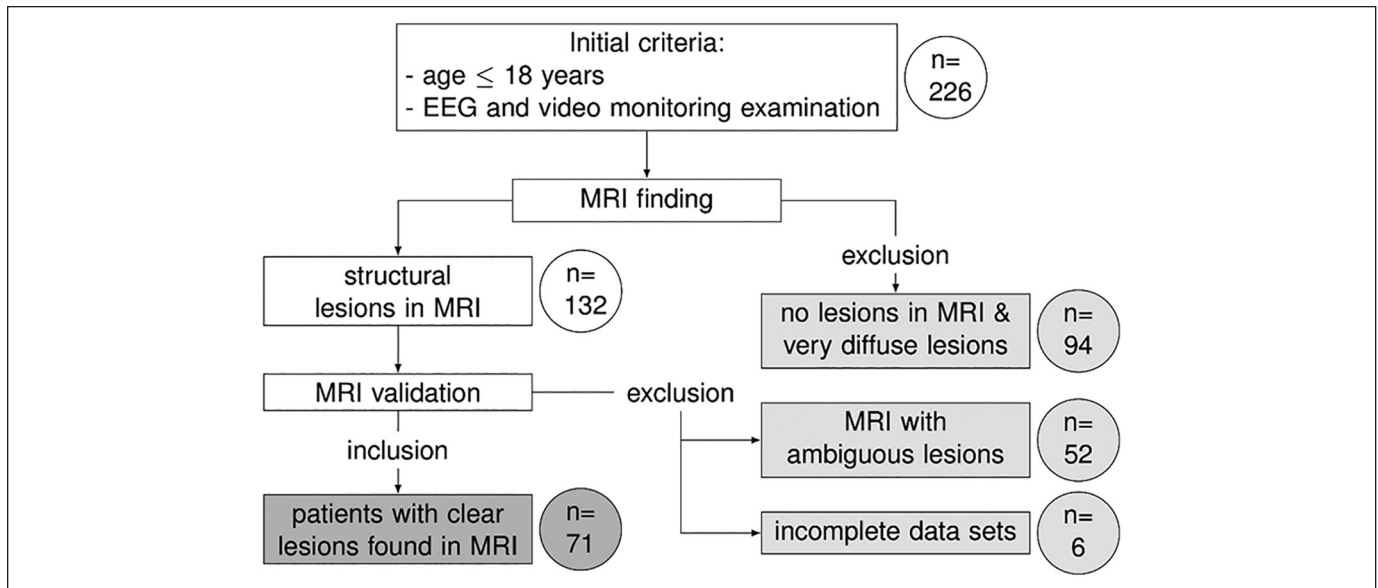 Initial criteria:
- age ≤ 18 years
- EEG and video monitoring examination
n=
226
MRI finding
structural
lesions in MRI
n=
132
exclusion
no lesions in MRI &
very diffuse lesions
n=
94
MRI validation
exclusion
MRI with
ambiguous lesions
n=
52
inclusion
patients with clear
lesions found in MRI
n=
71
incomplete data sets
n=
6